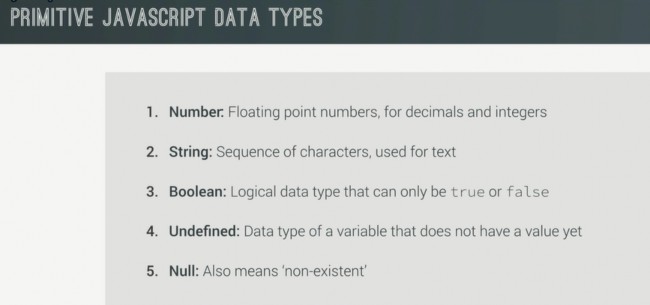 PRIMITIVE JAVASCRIPT DATA TYPES
1. Number: Floating point numbers, for decimals and integers
2. String: Sequence of characters, used for text
3. Boolean: Logical data type that can only be true or false
4. Undefined: Data type of a variable that does not have a value yet
5. Null: Also means ‘non-existent’